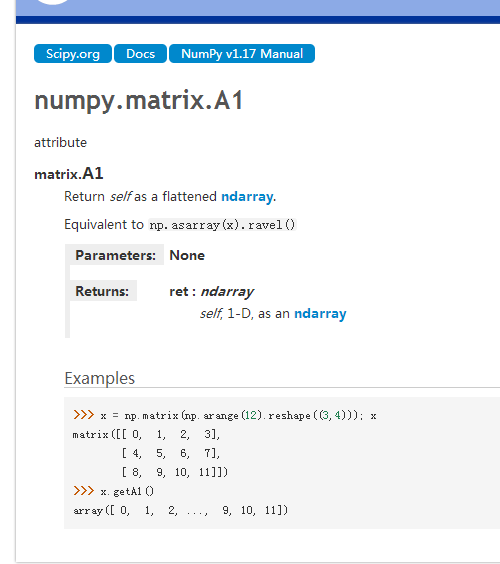 Scipy.org Docs NumPy v1.17 Manual
numpy.matrix.A1
attribute
matrix.A1
Return self as a flattened ndarray.
Equivalent to np.asarray(x).ravel()
Parameters: None
Returns: ret : ndarray
self, 1-D, as an ndarray
Examples
>>> x = np.matrix(np.arange(12).reshape((3,4))); x
matrix([[ 0, 1, 2, 3],
[ 4, 5, 6, 7],
[ 8, 9, 10, 11]])
>>> x.getA1()
array([ 0, 1, 2, ..., 9, 10, 11])